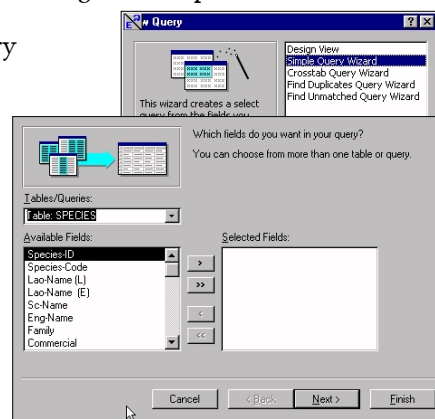 Query
Design View
Simple Query Wizard
Crosstab Query Wizard
Find Duplicates Query Wizard
Find Unmatched Query Wizard
This wizard creates a select
query from the fields you
Which fields do you want in your query?
You can choose from more than one table or query.
Tables/Queries:
Table: SPECIES
Available Fields:
Selected Fields:
Species-ID
Species-Code
Lao-Name (L)
Lao-Name (E)
Sc-Name
Eng-Name
Family
Commercial
>
>>
<
<<
Cancel
< Back
Next >
Finish